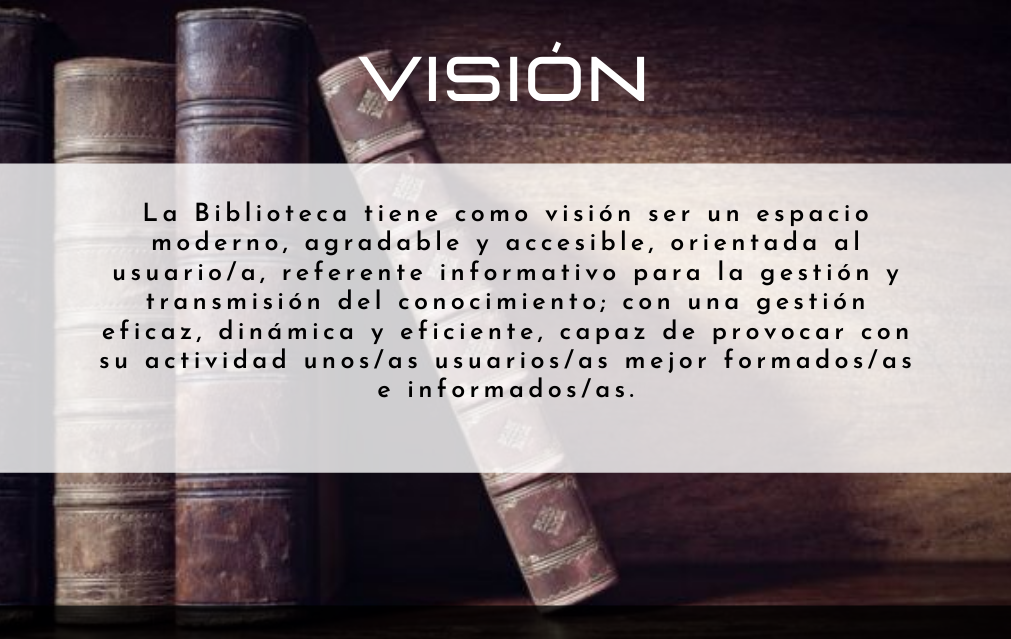 VISIÓN
La Biblioteca tiene como visión ser un espacio
moderno, agradable y accesible, orientada al
usuario/a, referente informativo para la gestión y
transmisión del conocimiento; con una gestión
eficaz, dinámica y eficiente, capaz de provocar con
su actividad unos/as usuarios/as mejor formados/as
e informados/as.